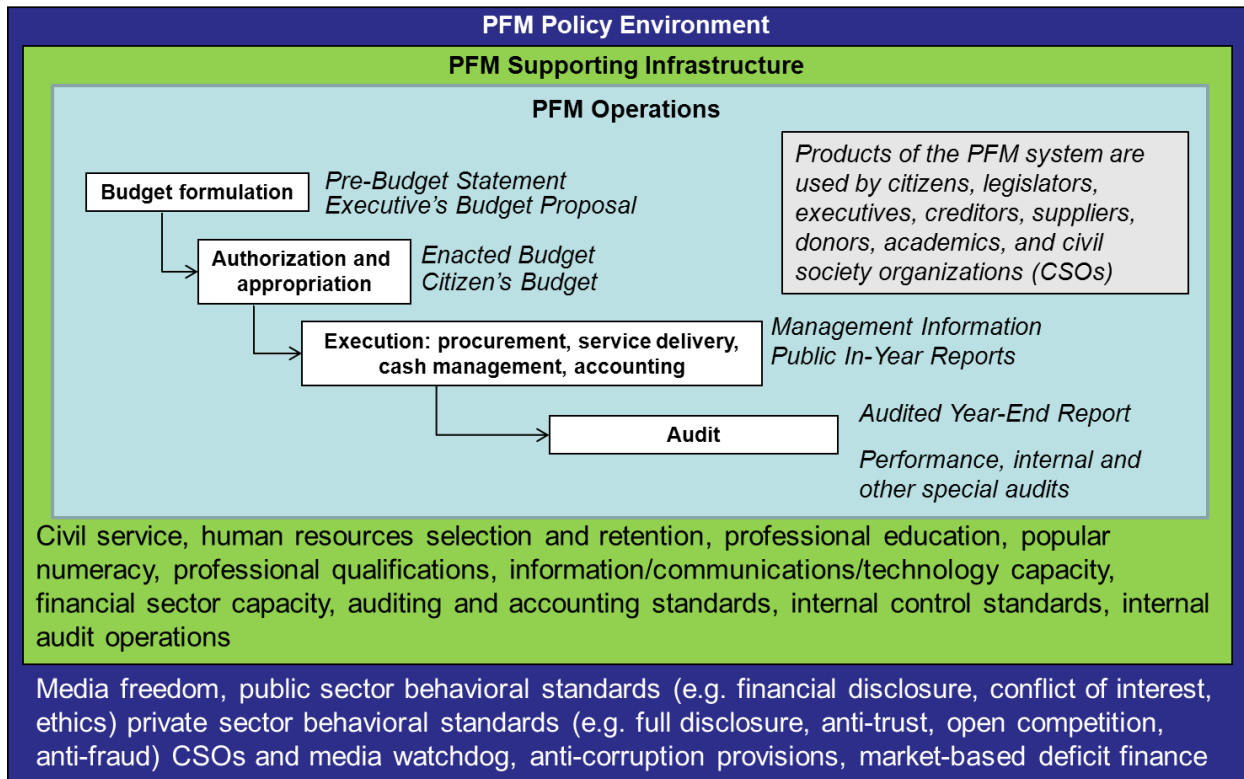 PFM Policy Environment
PFM Supporting Infrastructure
PFM Operations
Budget formulation
Pre-Budget Statement
Executive’s Budget Proposal
Products of the PFM system are
used by citizens, legislators,
executives, creditors, suppliers,
donors, academics, and civil
society organizations (CSOs)
Authorization and
appropriation
Enacted Budget
Citizen’s Budget
Execution: procurement, service delivery,
cash management, accounting
Management Information
Public In-Year Reports
Audit
Audited Year-End Report
Performance, internal and
other special audits
Civil service, human resources selection and retention, professional education, popular
numeracy, professional qualifications, information/communications/technology capacity,
financial sector capacity, auditing and accounting standards, internal control standards, internal
audit operations
Media freedom, public sector behavioral standards (e.g. financial disclosure, conflict of interest,
ethics) private sector behavioral standards (e.g. full disclosure, anti-trust, open competition,
anti-fraud) CSOs and media watchdog, anti-corruption provisions, market-based deficit finance